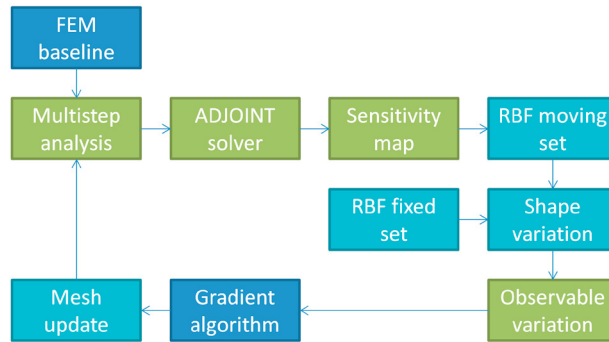 FEM
baseline
Multistep
analysis
ADJOINT
solver
Sensitivity
map
RBF moving
set
RBF fixed
set
Shape
variation
Mesh
update
Gradient
algorithm
Observable
variation